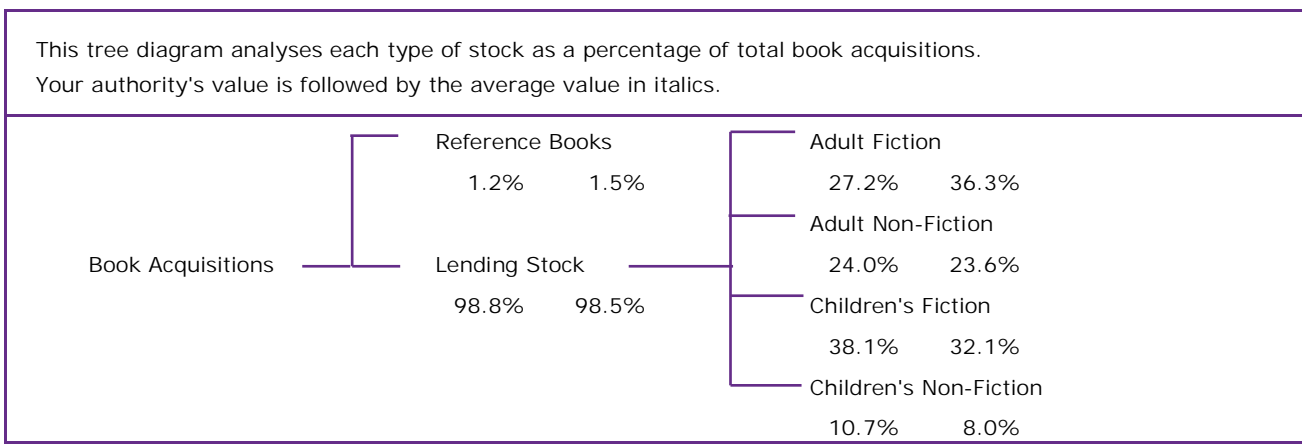 This tree diagram analyses each type of stock as a percentage of total book acquisitions.
Your authority's value is followed by the average value in italics.
Reference Books
1.2% 1.5%
Book Acquisitions
Lending Stock
98.8% 98.5%
Adult Fiction
27.2% 36.3%
Adult Non-Fiction
24.0% 23.6%
Children's Fiction
38.1% 32.1%
Children's Non-Fiction
10.7% 8.0%